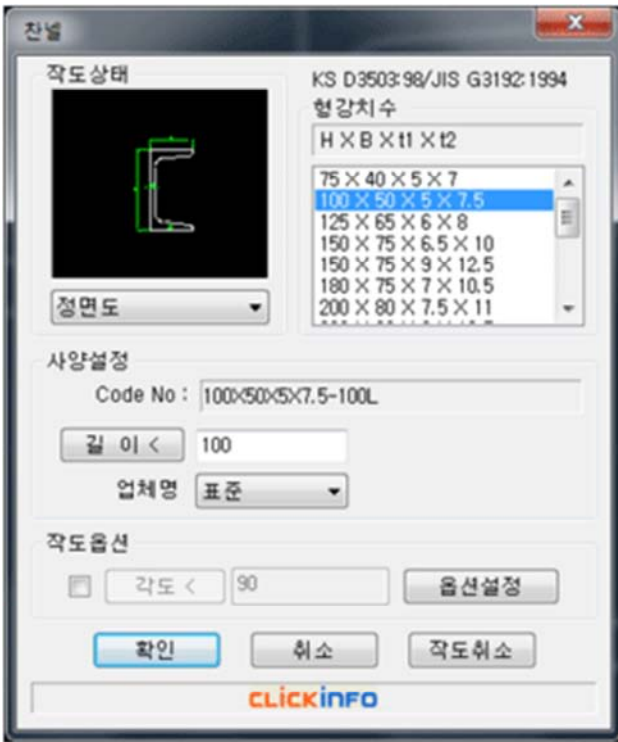 찬넬
작도상태
KS D3503:98/JIS G3192:1994
형강치수
H X B X t1 X t2
75 X 40 X 5 X 7
100 X 50 X 5 X 7.5
125 X 65 X 6 X 8
150 X 75 X 6.5 X 10
150 X 75 X 9 X 12.5
180 X 75 X 7 X 10.5
200 X 80 X 7.5 X 11
정면도
사양설정
Code No : 100X50X5X7.5-100L
길 이 < 100
업체명 표준
작도옵션
각도 < 90 옵션설정
확인 취소 작도취소
CLiCKiNFO